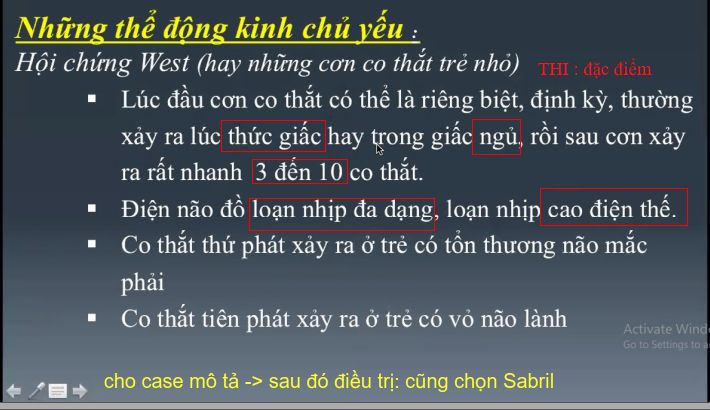 Những thể động kinh chủ yếu :
Hội chứng West (hay những cơn co thắt trẻ nhỏ) THI : đặc điểm
▪ Lúc đầu cơn co thắt có thể là riêng biệt, định kỳ, thường
xảy ra lúc thức giấc hay trong giấc ngủ, rồi sau cơn xảy
ra rất nhanh 3 đến 10 co thắt.
▪ Điện não đồ loạn nhịp đa dạng, loạn nhịp cao điện thế.
▪ Co thắt thứ phát xảy ra ở trẻ có tổn thương não mắc
phải
▪ Co thắt tiên phát xảy ra ở trẻ có vỏ não lành
Activate Wind
Go to Settings to a
cho case mô tả -> sau đó điều trị: cũng chọn Sabril